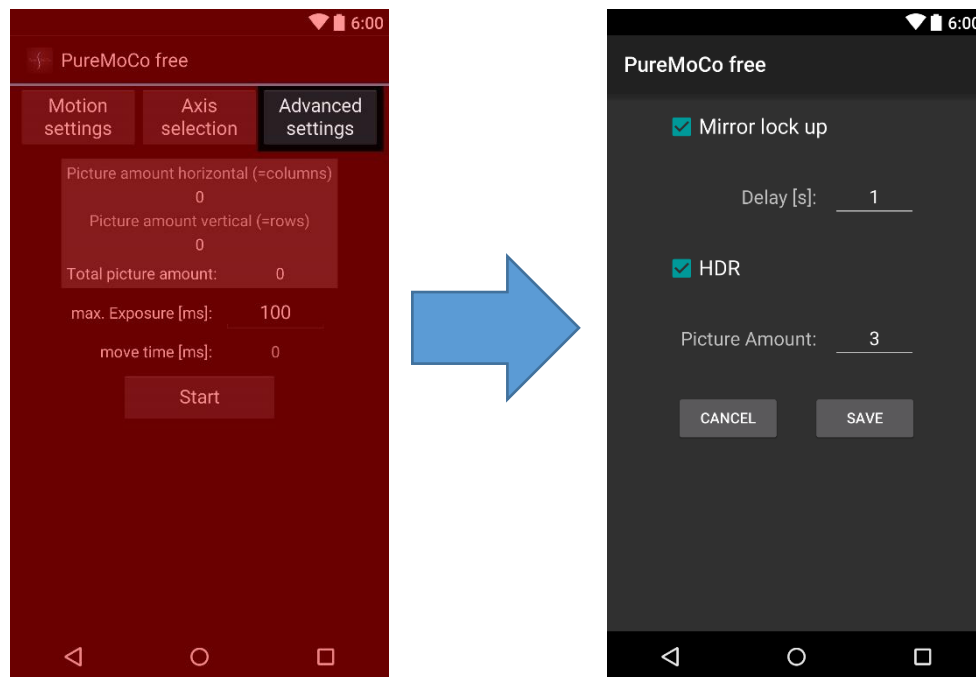 6:00
PureMoCo free
Motion settings
Axis selection
Advanced settings
Picture amount horizontal (=columns)
0
Picture amount vertical (=rows)
0
Total picture amount: 0
max. Exposure [ms]: 100
move time [ms]: 0
Start
6:00
PureMoCo free
Mirror lock up
Delay [s]: 1
HDR
Picture Amount: 3
CANCEL SAVE